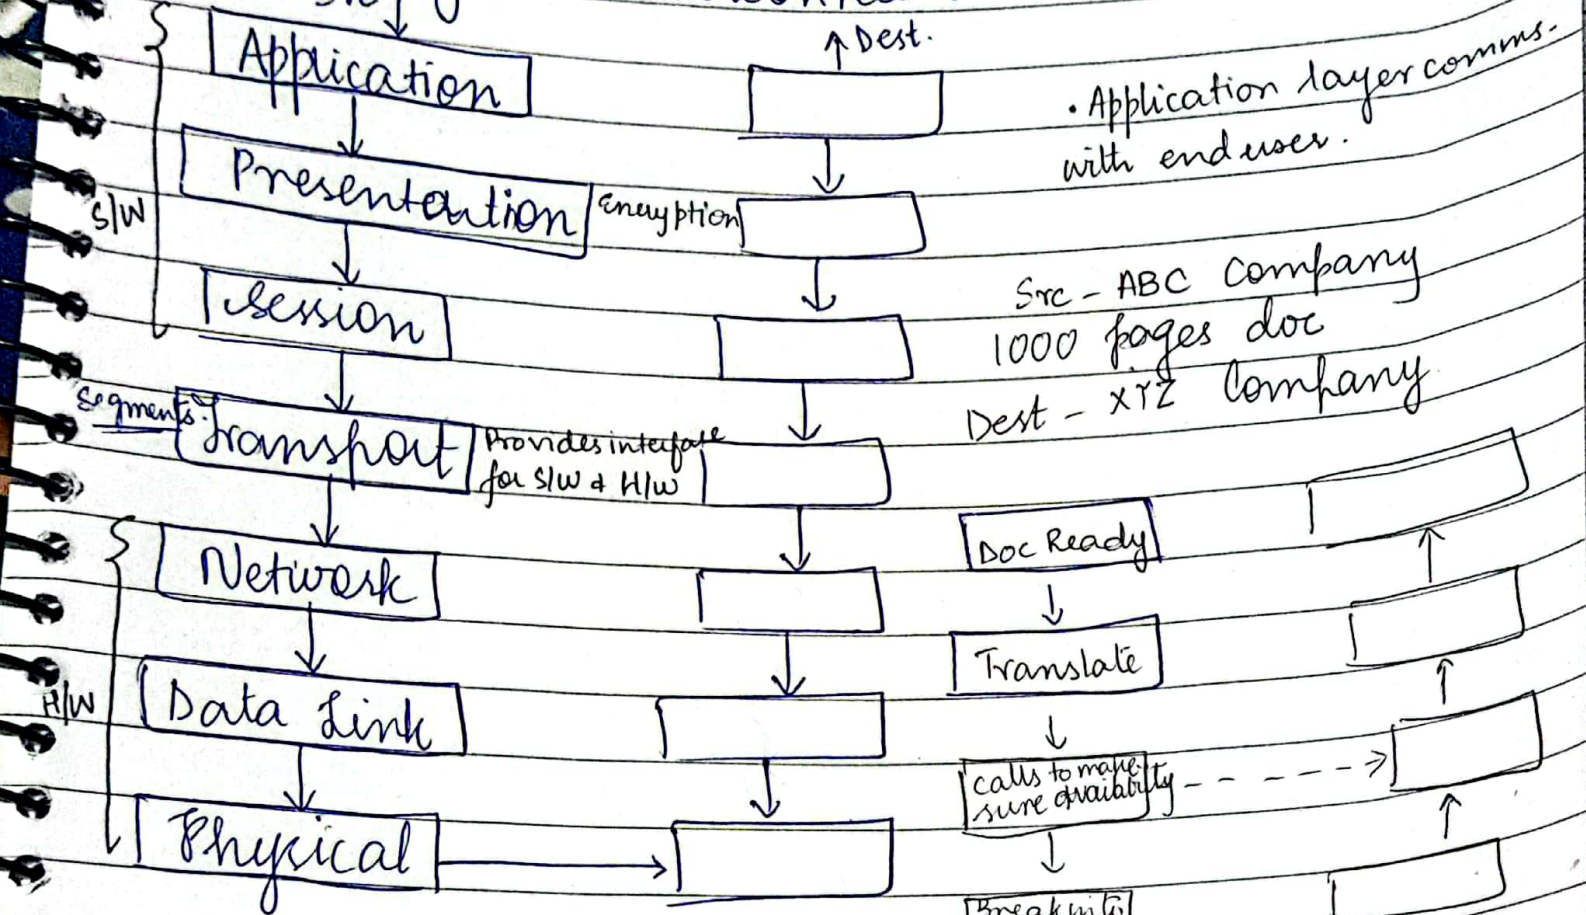 Application
Presentation
Encryption
S/W
Session
Segments.
Transport
Provides interface
for S/W & H/W
Network
Data Link
H/W
Physical
Dest.
• Application layer comms.
with end user.
Src - ABC Company
1000 pages doc
Dest - XYZ Company
Doc Ready
Translate
calls to make
sure availability